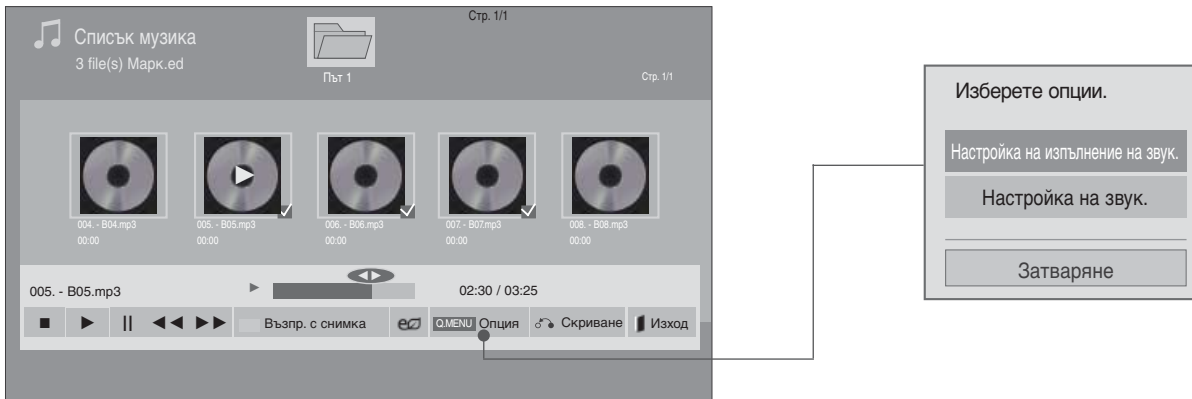 Стр. 1/1
Списък музика
3 file(s) Марк.ed
Път 1
Стр. 1/1
004. - B04.mp3
00:00
005. - B05.mp3
00:00
006. - B06.mp3
00:00
007. - B07.mp3
00:00
008. - B08.mp3
00:00
005. - B05.mp3
02:30 / 03:25
Възпр. с снимка
Q.MENU Опция
Скриване
Изход
Изберете опции.
Настройка на изпълнение на звук.
Настройка на звук.
Затваряне